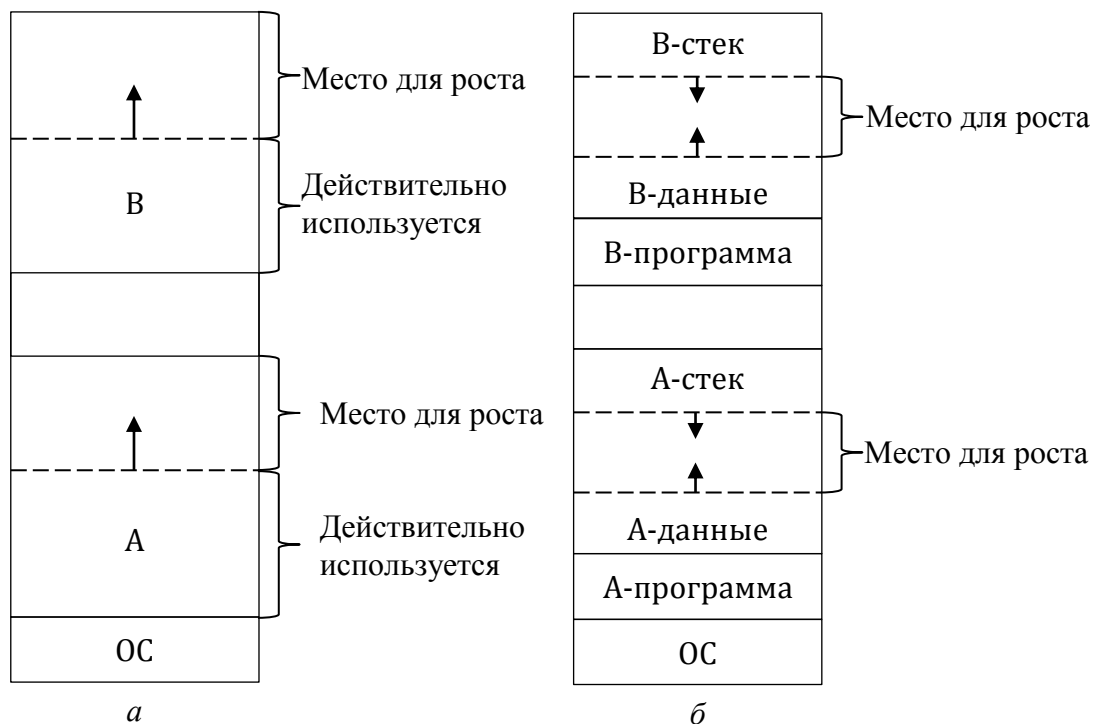 Место для роста
В
Действительно
используется
Место для роста
А
Действительно
используется
ОС
а
В-стек
Место для роста
В-данные
В-программа
А-стек
Место для роста
А-данные
А-программа
ОС
б